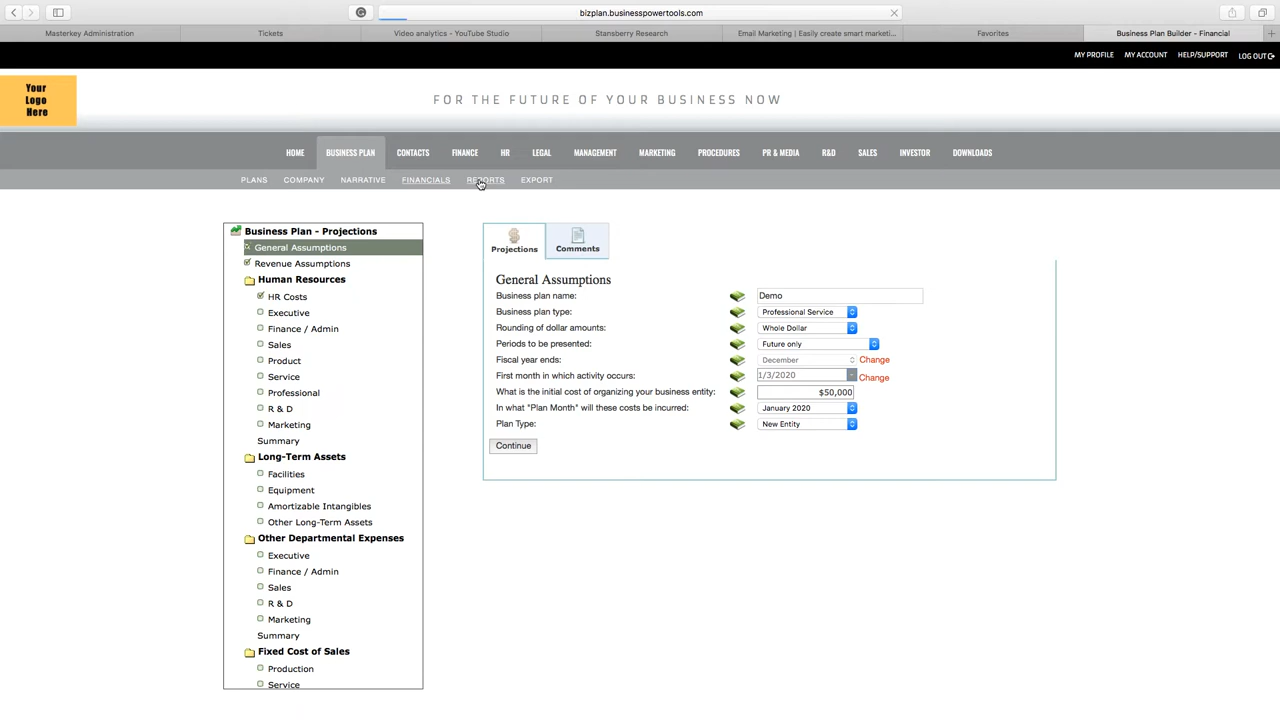 bizplan.businesspowertools.com
Masterkey Administration
Tickets
Video analytics - YouTube Studio
Stansberry Research
Email Marketing | Easily create smart marketi...
Favorites
Business Plan Builder - Financial
MY PROFILE
MY ACCOUNT
HELP/SUPPORT
LOG OUT
Your
Logo
Here
FOR THE FUTURE OF YOUR BUSINESS NOW
HOME
BUSINESS PLAN
CONTACTS
FINANCE
HR
LEGAL
MANAGEMENT
MARKETING
PROCEDURES
PR & MEDIA
R&D
SALES
INVESTOR
DOWNLOADS
PLANS
COMPANY
NARRATIVE
FINANCIALS
REPORTS
EXPORT
Business Plan - Projections
General Assumptions
Revenue Assumptions
Human Resources
HR Costs
Executive
Finance / Admin
Sales
Product
Service
Professional
R & D
Marketing
Summary
Long-Term Assets
Facilities
Equipment
Amortizable Intangibles
Other Long-Term Assets
Other Departmental Expenses
Executive
Finance / Admin
Sales
R & D
Marketing
Summary
Fixed Cost of Sales
Production
Service
Projections
Comments
General Assumptions
Business plan name: Demo
Business plan type: Professional Service
Rounding of dollar amounts: Whole Dollar
Periods to be presented: Future only
Fiscal year ends: December Change
First month in which activity occurs: 1/3/2020 Change
What is the initial cost of organizing your business entity: $50,000
In what "Plan Month" will these costs be incurred: January 2020
Plan Type: New Entity
Continue